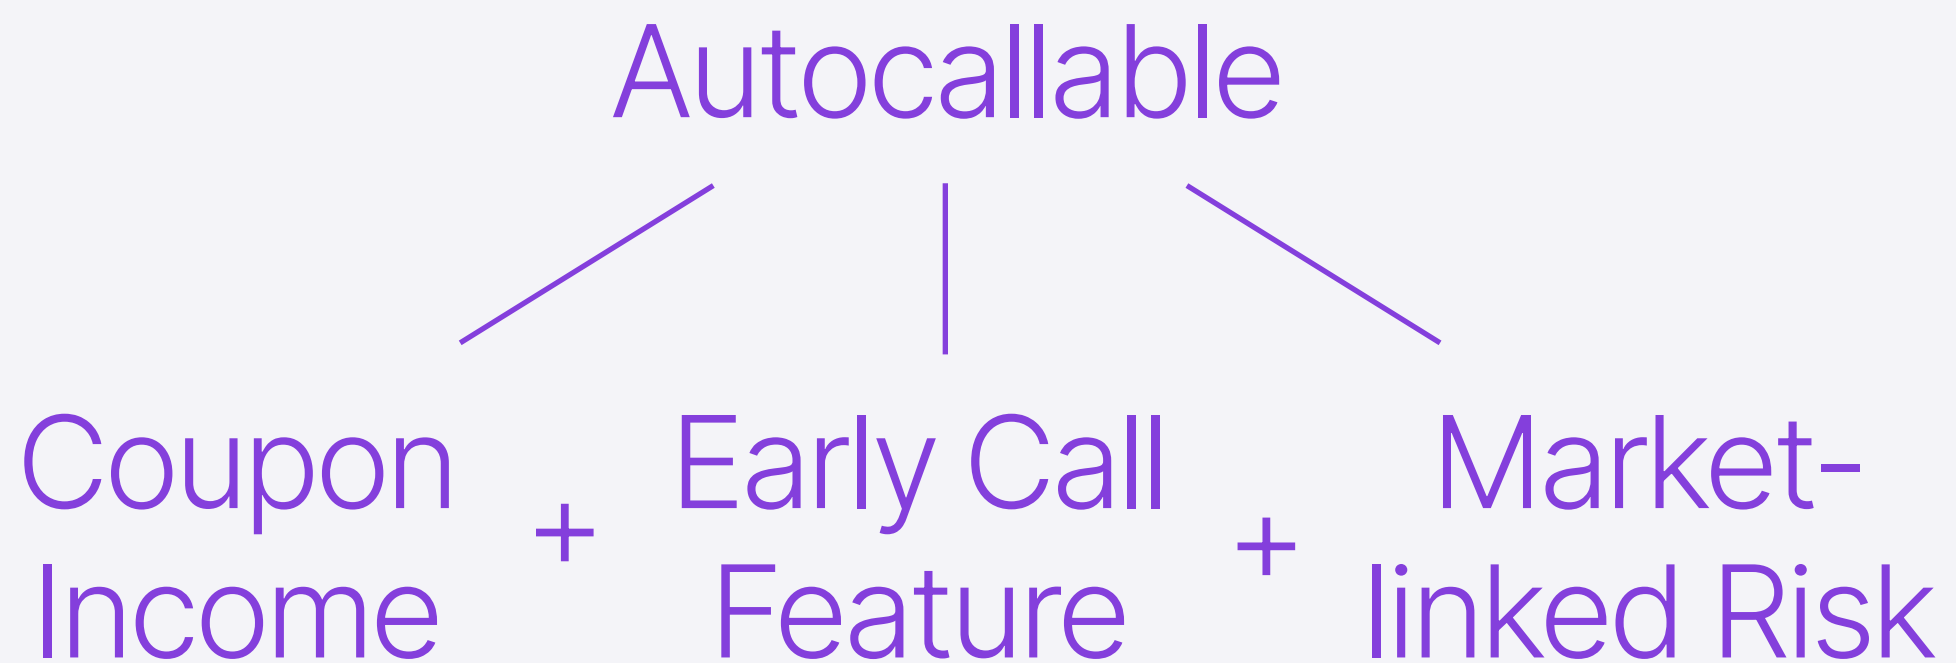 Autocallable
Coupon
Income
+
Early Call
Feature
+
Market-
linked Risk